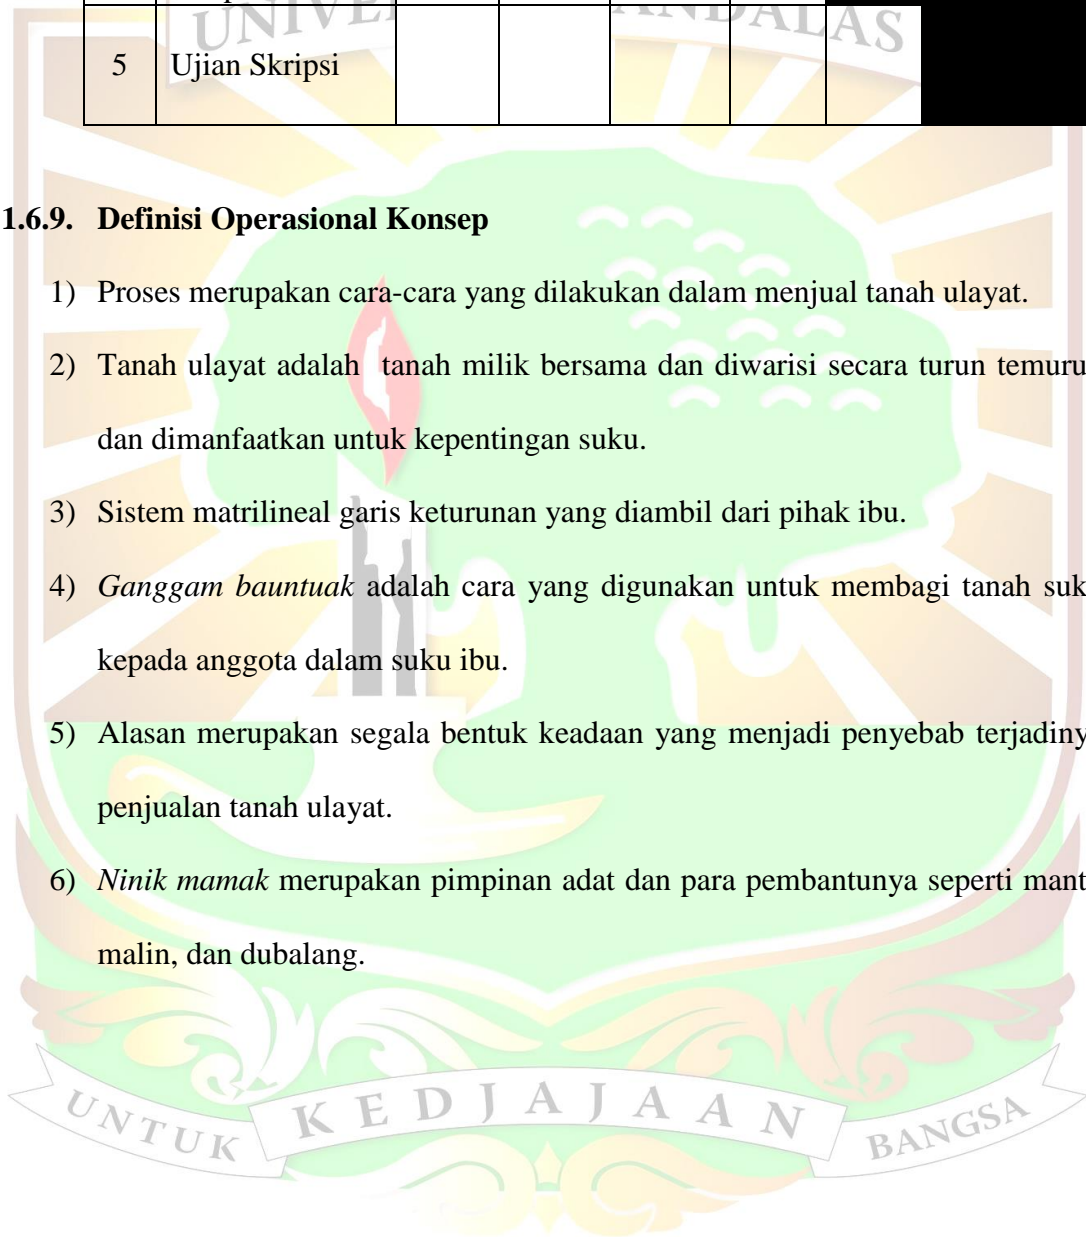 UNIVE ANDALAS
5 Ujian Skripsi
1.6.9. Definisi Operasional Konsep
1) Proses merupakan cara-cara yang dilakukan dalam menjual tanah ulayat.
2) Tanah ulayat adalah tanah milik bersama dan diwarisi secara turun temuru
dan dimanfaatkan untuk kepentingan suku.
3) Sistem matrilineal garis keturunan yang diambil dari pihak ibu.
4) Ganggam bauntuak adalah cara yang digunakan untuk membagi tanah suk
kepada anggota dalam suku ibu.
5) Alasan merupakan segala bentuk keadaan yang menjadi penyebab terjadiny
penjualan tanah ulayat.
6) Ninik mamak merupakan pimpinan adat dan para pembantunya seperti mant
malin, dan dubalang.
UNTUK KEDJAJAAN BANGSA